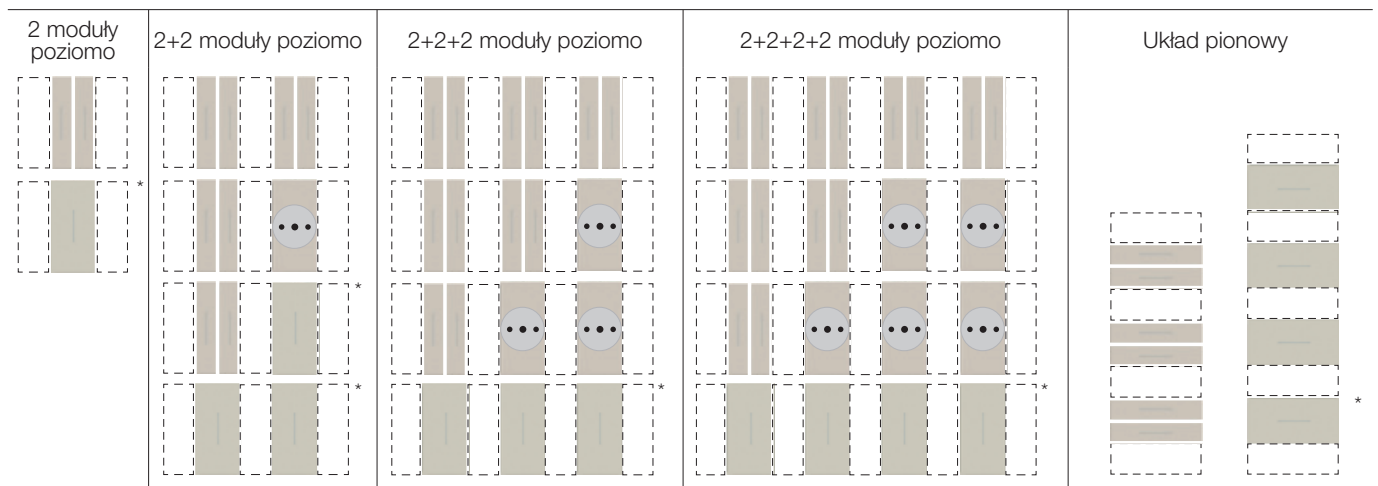 2 moduły
poziomo
2+2 moduły poziomo
2+2+2 moduły poziomo
2+2+2+2 moduły poziomo
Układ pionowy
*
*
*
*
*
*